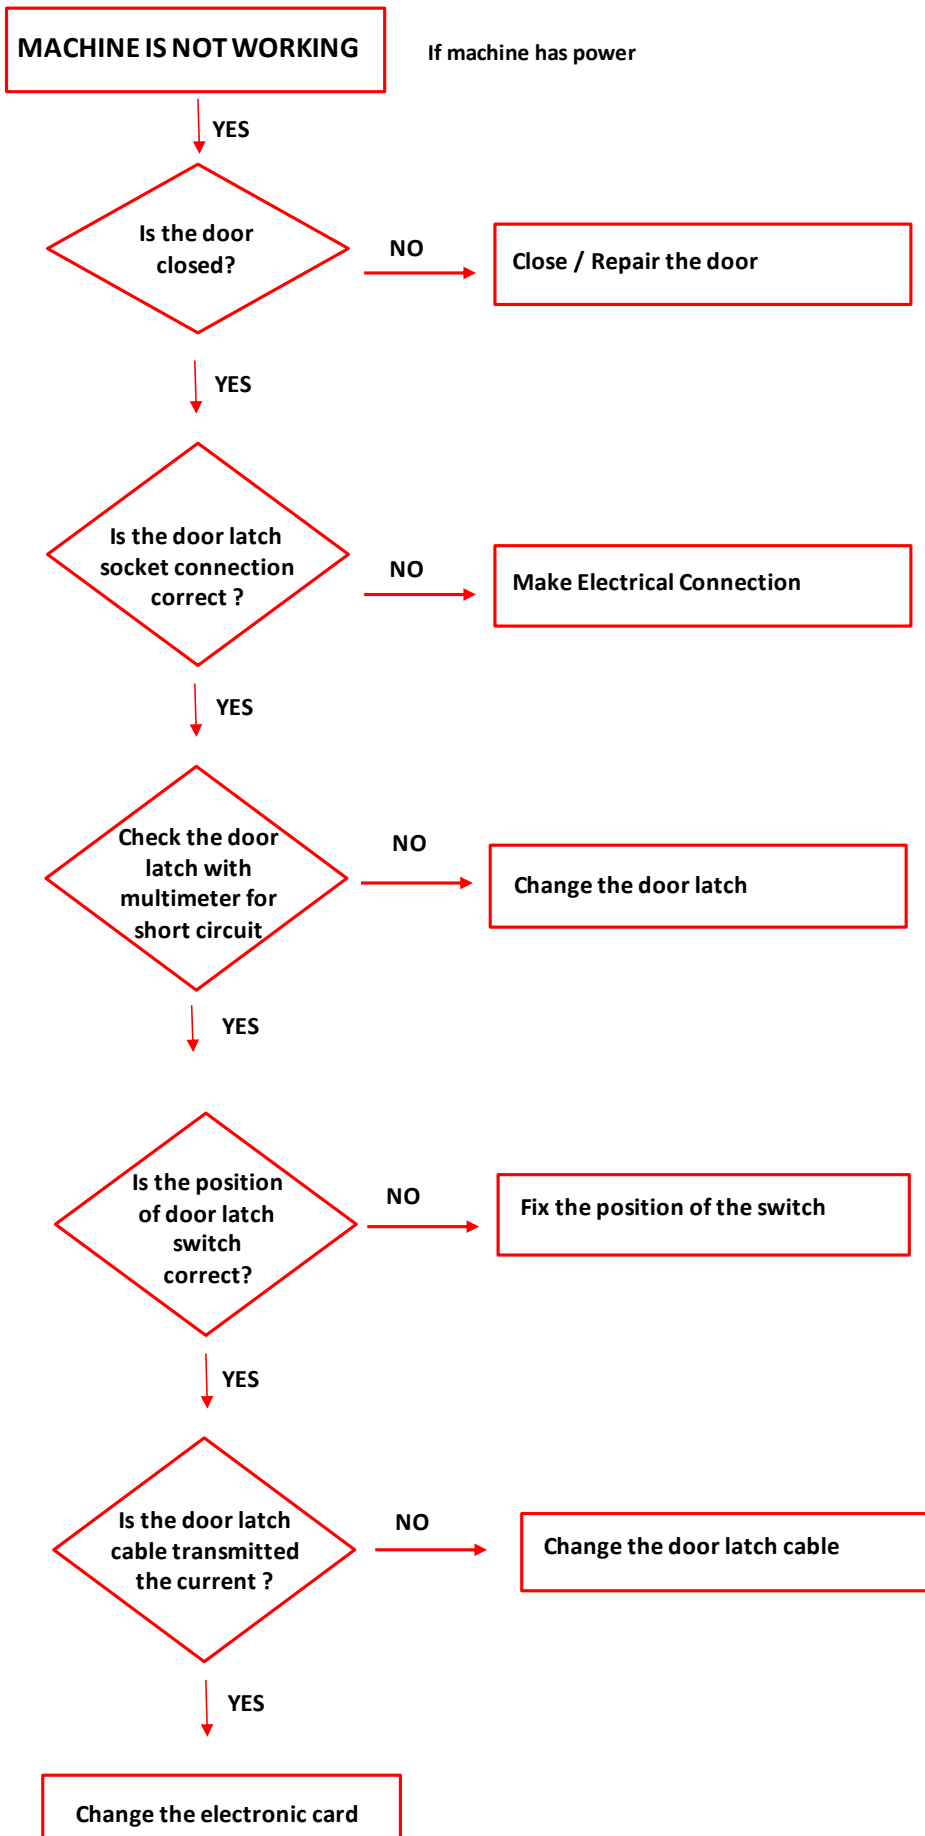 MACHINE IS NOT WORKING
If machine has power
YES
Is the door
closed?
NO
Close / Repair the door
YES
Is the door latch
socket connection
correct ?
NO
Make Electrical Connection
YES
Check the door
latch with
multimeter for
short circuit
NO
Change the door latch
YES
Is the position
of door latch
switch
correct?
NO
Fix the position of the switch
YES
Is the door latch
cable transmitted
the current ?
NO
Change the door latch cable
YES
Change the electronic card